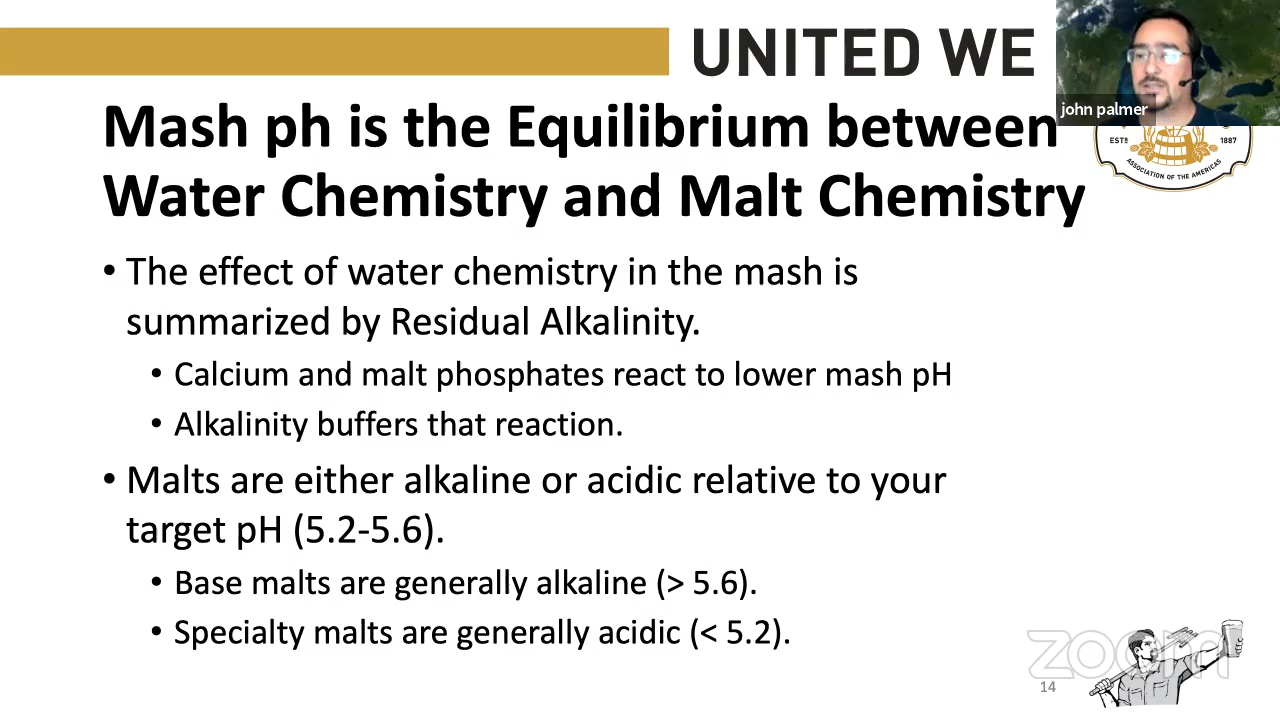 UNITED WE
john palmer
Mash ph is the Equilibrium between
Water Chemistry and Malt Chemistry
ESTD 1887
ASSOCIATION OF THE AMERICAS
• The effect of water chemistry in the mash is
summarized by Residual Alkalinity.
• Calcium and malt phosphates react to lower mash pH
• Alkalinity buffers that reaction.
• Malts are either alkaline or acidic relative to your
target pH (5.2-5.6).
• Base malts are generally alkaline (> 5.6).
• Specialty malts are generally acidic (< 5.2).
zoom
14